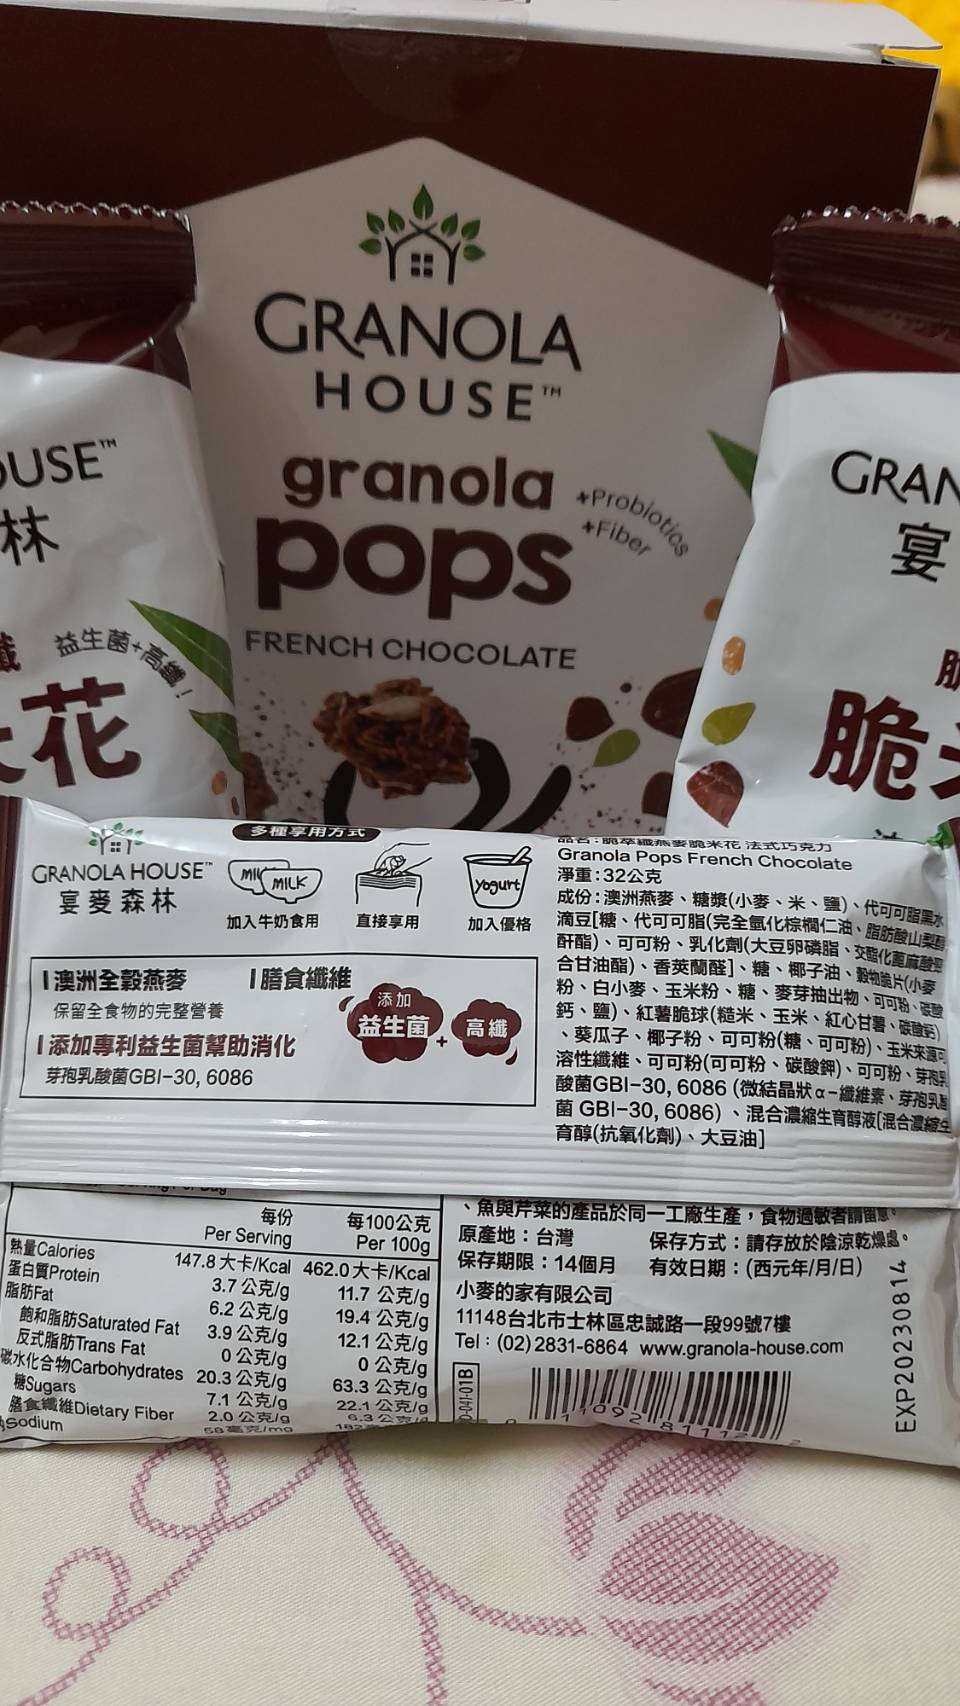 GRANOLA
HOUSE™
granola
pops
+Probiotics
+Fiber
FRENCH CHOCOLATE
OUSE™
林
纖
益生菌+高纖!
花
GRAN
宴
脆
GRANOLA HOUSE™
宴麥森林
多種享用方式
MILK
加入牛奶食用
直接享用
yogurt
加入優格
澳洲全穀燕麥
保留全食物的完整營養
膳食纖維
添加專利益生菌幫助消化
芽孢乳酸菌GBI-30, 6086
添加
益生菌
+
高纖
品名:脆萃纖燕麥脆米花 法式巧克力
Granola Pops French Chocolate
淨重:32公克
成份:澳洲燕麥、糖漿(小麥、米、鹽)、代可可脂黑水
滴豆[糖、代可可脂(完全氫化棕櫚仁油、脂肪酸山梨醇
酐酯)、可可粉、乳化劑(大豆卵磷脂、交酯化蓖麻酸聚
合甘油酯)、香莢蘭醛]、糖、椰子油、穀物脆片(小麥
粉、白小麥、玉米粉、糖、麥芽抽出物、可可粉、碳酸
鈣、鹽)、紅薯脆球(糙米、玉米、紅心甘薯、碳酸鈣)
、葵瓜子、椰子粉、可可粉(糖、可可粉)、玉米來源可
溶性纖維、可可粉(可可粉、碳酸鉀)、可可粉、芽孢乳
酸菌GBI-30, 6086 (微結晶狀α-纖維素、芽孢乳酸
菌 GBI-30, 6086)、混合濃縮生育醇液[混合濃縮生
育醇(抗氧化劑)、大豆油]
每份 每100公克
Per Serving Per 100g
熱量Calories 147.8 大卡/Kcal 462.0 大卡/Kcal
蛋白質Protein 3.7 公克/g 11.7 公克/g
脂肪Fat 6.2 公克/g 19.4 公克/g
飽和脂肪Saturated Fat 3.9 公克/g 12.1 公克/g
反式脂肪Trans Fat 0 公克/g 0 公克/g
碳水化合物Carbohydrates 20.3 公克/g 63.3 公克/g
糖Sugars 7.1 公克/g 22.1 公克/g
膳食纖維Dietary Fiber 2.0 公克/g 6.3 公克/g
鈉Sodium 58 毫克/mg 182
、魚與芹菜的產品於同一工廠生產,食物過敏者請留意。
原產地:台灣 保存方式:請存放於陰涼乾燥處。
保存期限:14個月 有效日期:(西元年/月/日)
小麥的家有限公司
11148台北市士林區忠誠路一段99號7樓
Tel:(02)2831-6864 www.granola-house.com
EXP20230814